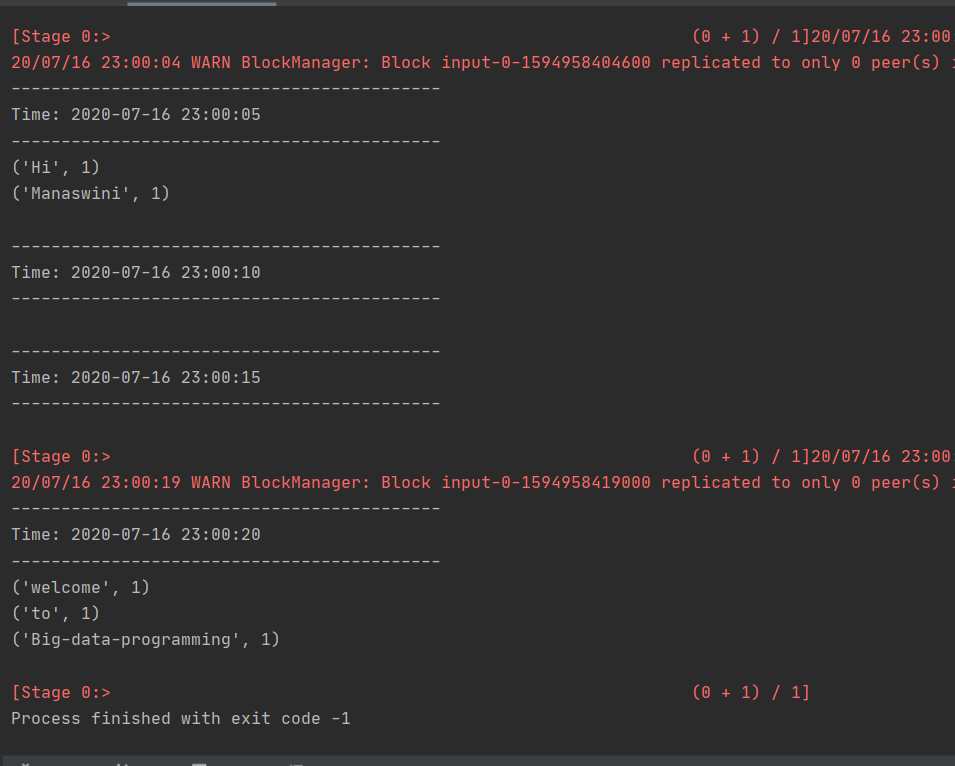 [Stage 0:> (0 + 1) / 1]20/07/16 23:00
20/07/16 23:00:04 WARN BlockManager: Block input-0-1594958404600 replicated to only 0 peer(s)
-------------------------------------------
Time: 2020-07-16 23:00:05
-------------------------------------------
('Hi', 1)
('Manaswini', 1)
-------------------------------------------
Time: 2020-07-16 23:00:10
-------------------------------------------
-------------------------------------------
Time: 2020-07-16 23:00:15
-------------------------------------------
[Stage 0:> (0 + 1) / 1]20/07/16 23:00
20/07/16 23:00:19 WARN BlockManager: Block input-0-1594958419000 replicated to only 0 peer(s)
-------------------------------------------
Time: 2020-07-16 23:00:20
-------------------------------------------
('welcome', 1)
('to', 1)
('Big-data-programming', 1)
[Stage 0:> (0 + 1) / 1]
Process finished with exit code -1